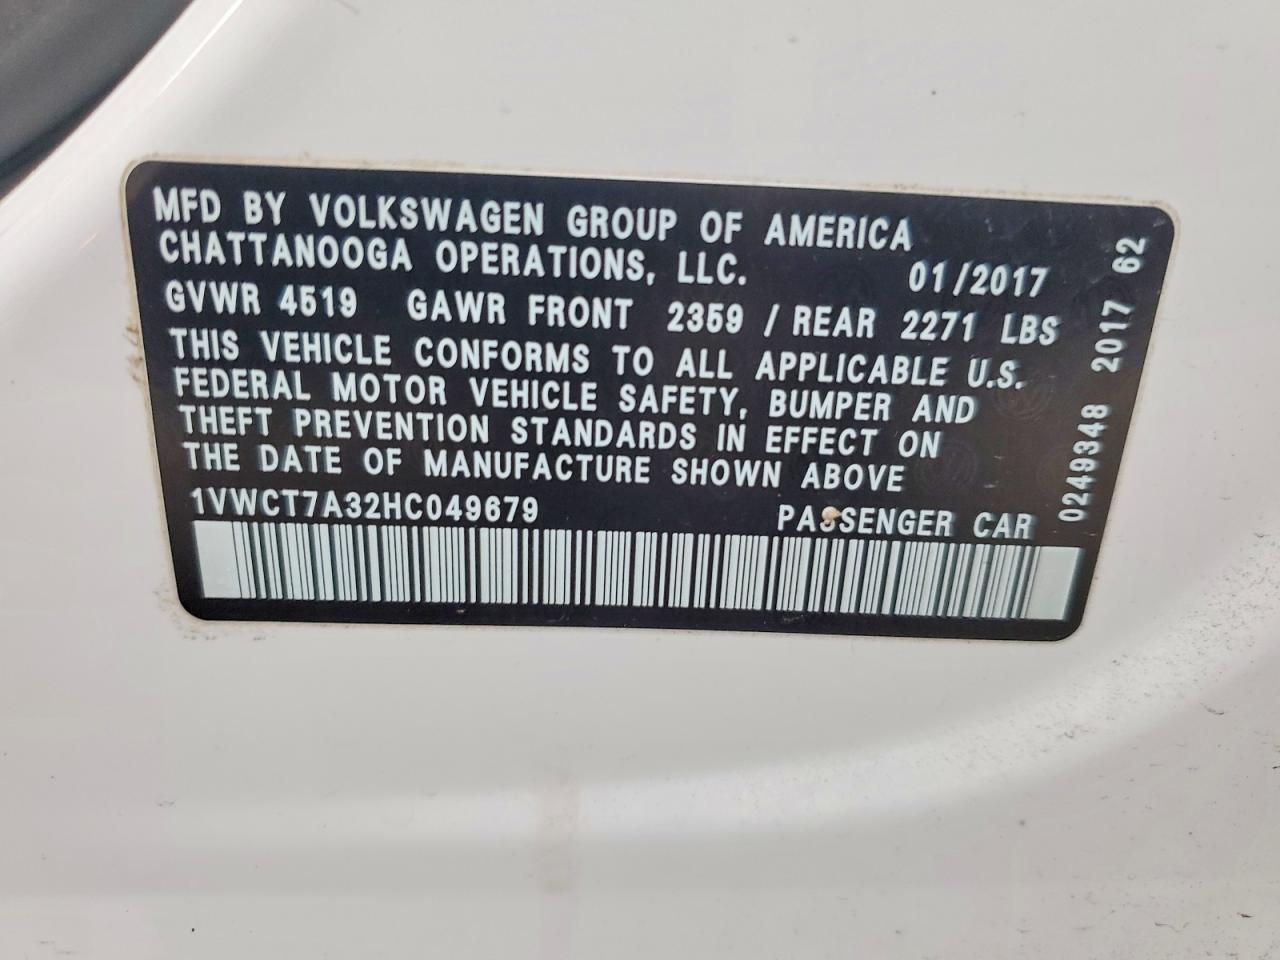 MFD BY VOLKSWAGEN GROUP OF AMERICA
CHATTANOOGA OPERATIONS, LLC. 01/2017
GVWR 4519 GAWR FRONT 2359 / REAR 2271 LBS
THIS VEHICLE CONFORMS TO ALL APPLICABLE U.S.
FEDERAL MOTOR VEHICLE SAFETY, BUMPER AND
THEFT PREVENTION STANDARDS IN EFFECT ON
THE DATE OF MANUFACTURE SHOWN ABOVE
1VWCT7A32HC049679 PASSENGER CAR
0249348 2017 62